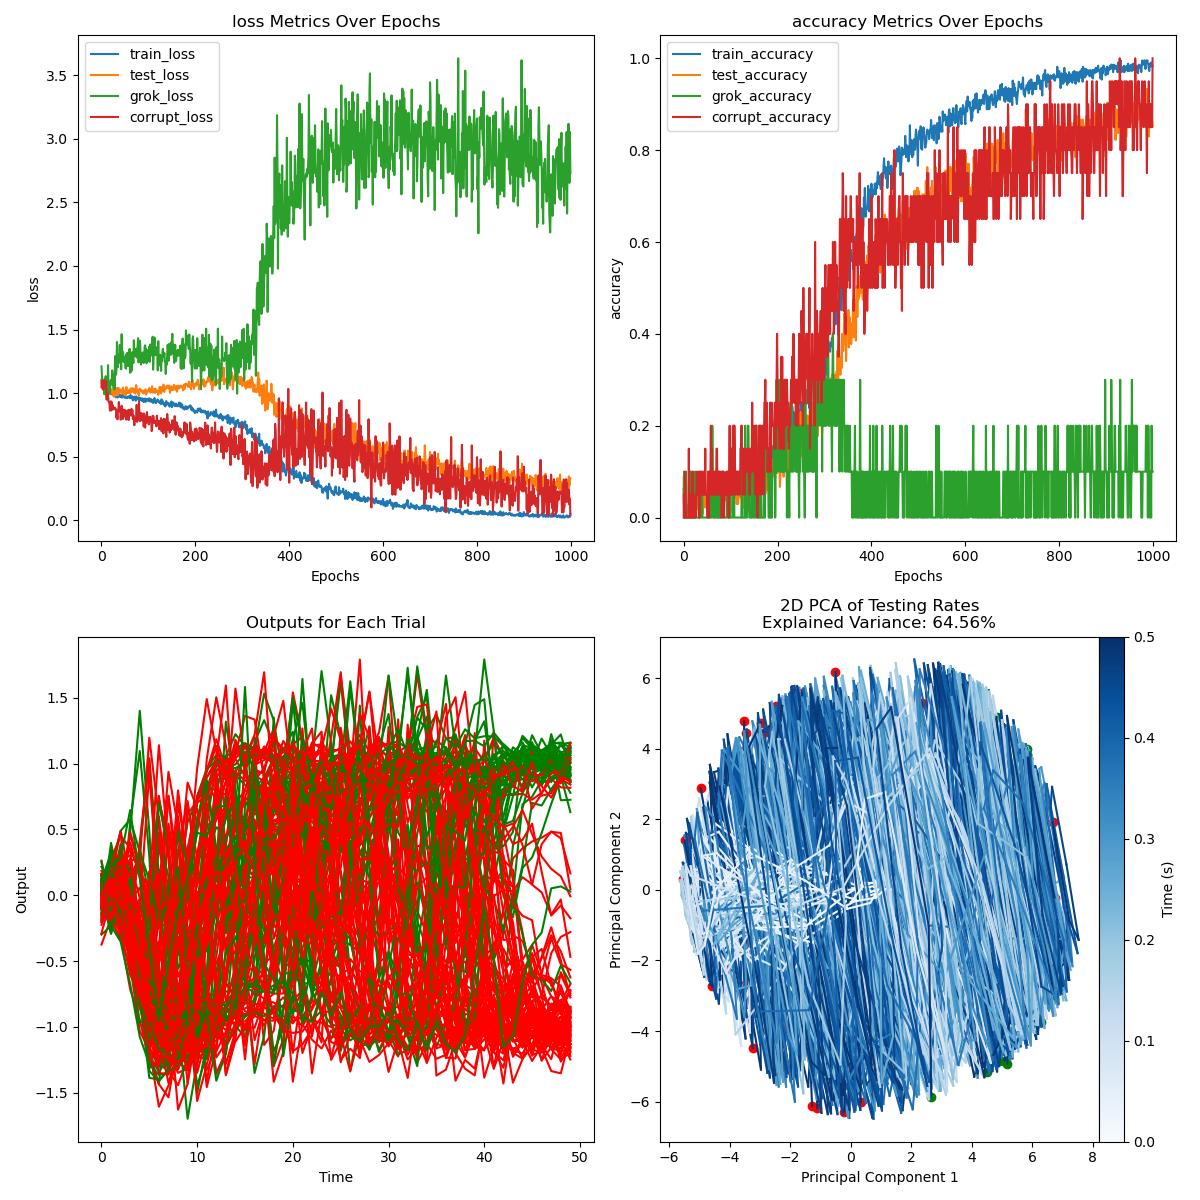 loss Metrics Over Epochs
train_loss
test_loss
grok_loss
corrupt_loss
3.5
3.0
2.5
2.0
1.5
1.0
0.5
0.0
loss
0 200 400 600 800 1000
Epochs
accuracy Metrics Over Epochs
train_accuracy
test_accuracy
grok_accuracy
corrupt_accuracy
1.0
0.8
0.6
0.4
0.2
0.0
accuracy
0 200 400 600 800 1000
Epochs
Outputs for Each Trial
1.5
1.0
0.5
0.0
−0.5
−1.0
−1.5
Output
0 10 20 30 40 50
Time
2D PCA of Testing Rates
Explained Variance: 64.56%
6
4
2
0
−2
−4
−6
Principal Component 2
−6 −4 −2 0 2 4 6 8
Principal Component 1
0.5
0.4
0.3
0.2
0.1
0.0
Time (s)